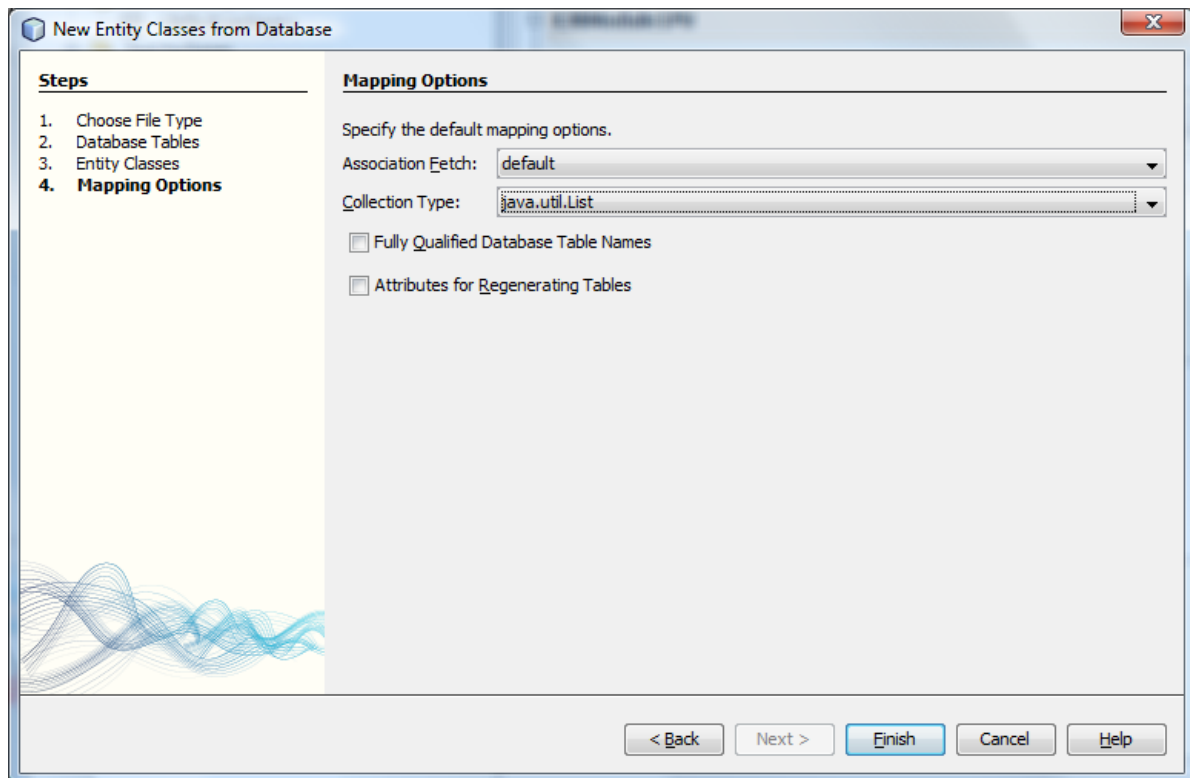 New Entity Classes from Database
Steps
1. Choose File Type
2. Database Tables
3. Entity Classes
4. Mapping Options
Mapping Options
Specify the default mapping options.
Association Fetch: default
Collection Type: java.util.List
Fully Qualified Database Table Names
Attributes for Regenerating Tables
< Back Next > Finish Cancel Help